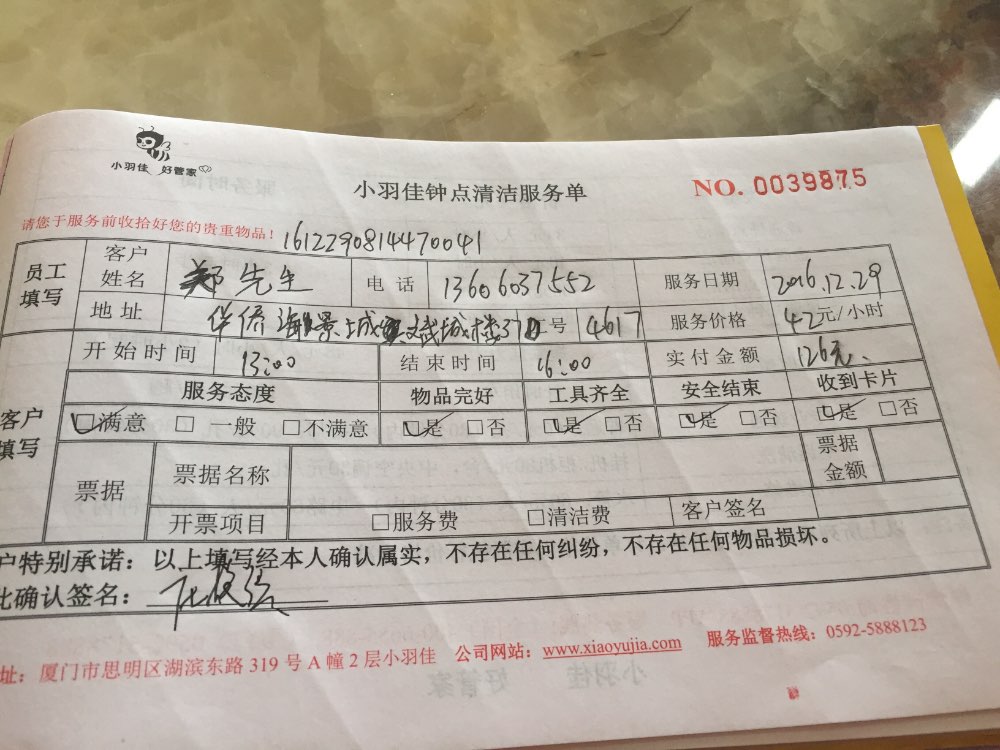 小羽佳 好管家
小羽佳钟点清洁服务单
NO. 0039875
请您于服务前收拾好您的贵重物品！ 1612290814470041
员工填写 客户姓名 郑先生 电话 13606037552 服务日期 2016.12.29
地址 华侨海景城 号 4617 服务价格 42元/小时
开始时间 13:00 结束时间 16:00 实付金额 126元
客户填写 服务态度 物品完好 工具齐全 安全结束 收到卡片
☑满意 □一般 □不满意 ☑是 □否 ☑是 □否 ☑是 □否 ☑是 □否
票据 票据名称 票据金额
开票项目 □服务费 □清洁费 客户签名
户特别承诺：以上填写经本人确认属实，不存在任何纠纷，不存在任何物品损坏。
此确认签名：
址：厦门市思明区湖滨东路 319 号 A 幢 2 层小羽佳 公司网站：www.xiaoyujia.com 服务监督热线：0592-5888123